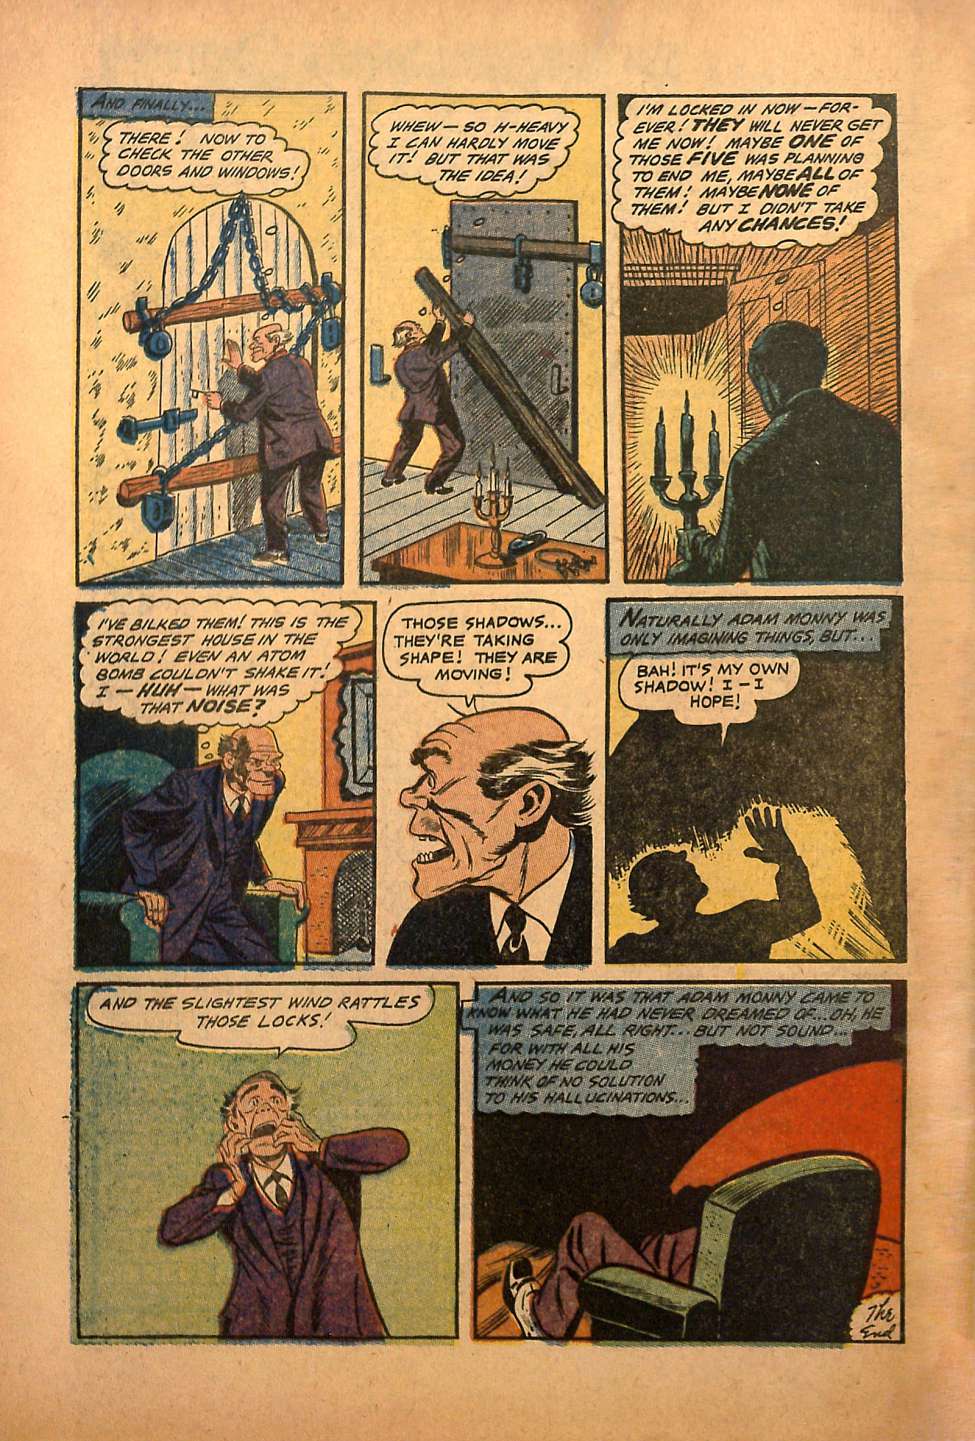 AND FINALLY...
THERE! NOW TO
CHECK THE OTHER
DOORS AND WINDOWS!
WHEW—SO H-HEAVY
I CAN HARDLY MOVE
IT! BUT THAT WAS
THE IDEA!
I'M LOCKED IN NOW—FOR-
EVER! THEY WILL NEVER GET
ME NOW! MAYBE ONE OF
THOSE FIVE WAS PLANNING
TO END ME, MAYBE ALL OF
THEM! MAYBE NONE OF
THEM! BUT I DIDN'T TAKE
ANY CHANCES!
I'VE BILKED THEM! THIS IS THE
STRONGEST HOUSE IN THE
WORLD! EVEN AN ATOM
BOMB COULDN'T SHAKE IT!
I—HUH—WHAT WAS
THAT NOISE?
THOSE SHADOWS...
THEY'RE TAKING
SHAPE! THEY ARE
MOVING!
NATURALLY ADAM MONNY WAS
ONLY IMAGINING THINGS, BUT...
BAH! IT'S MY OWN
SHADOW! I—I
HOPE!
AND THE SLIGHTEST WIND RATTLES
THOSE LOCKS!
AND SO IT WAS THAT ADAM MONNY CAME TO
KNOW WHAT HE HAD NEVER DREAMED OF...OH, HE
WAS SAFE, ALL RIGHT...BUT NOT SOUND...
FOR WITH ALL HIS
MONEY HE COULD
THINK OF NO SOLUTION
TO HIS HALLUCINATIONS...
The
End